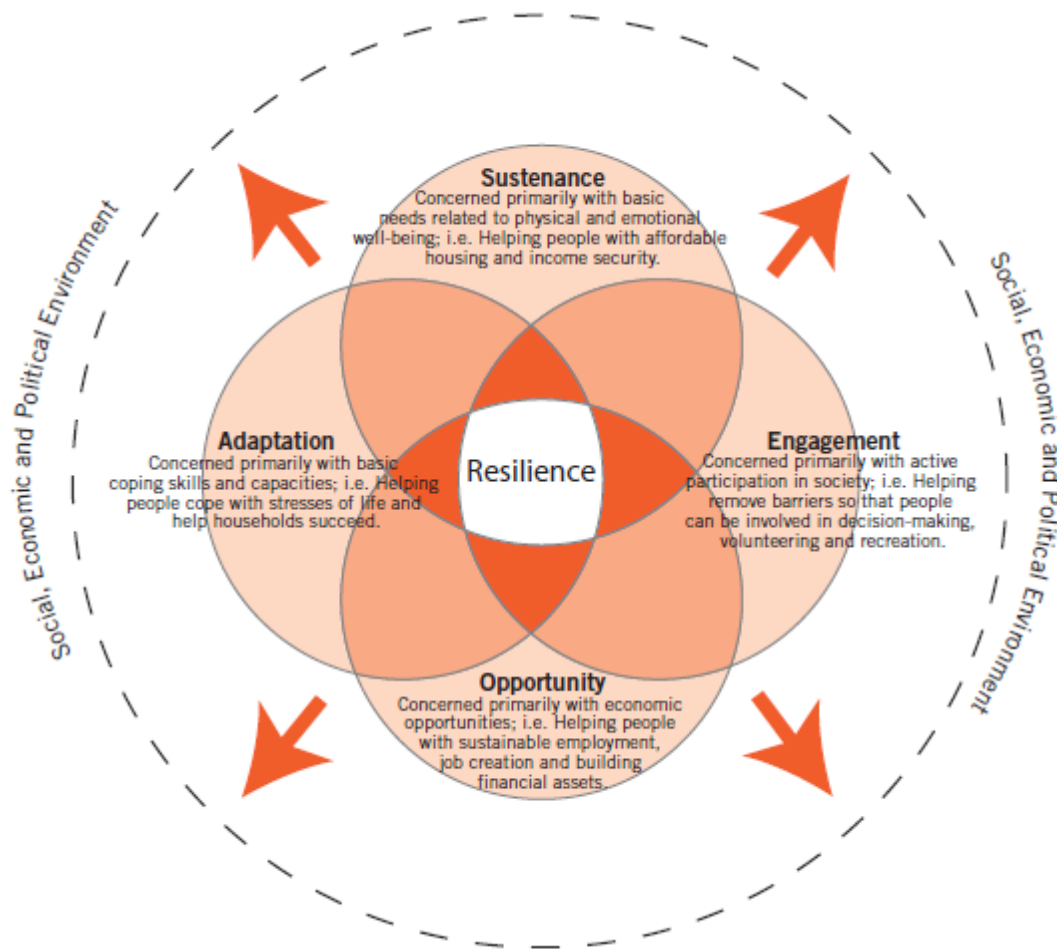 Sustenance
Concerned primarily with basic
needs related to physical and emotional
well-being; i.e. Helping people with affordable
housing and income security.
Social, Economic and Political Environment
Social, Economic and Political Environment
Adaptation
Concerned primarily with basic
coping skills and capacities; i.e. Helping
people cope with stresses of life and
help households succeed.
Resilience
Engagement
Concerned primarily with active
participation in society; i.e. Helping
remove barriers so that people
can be involved in decision-making,
volunteering and recreation.
Opportunity
Concerned primarily with economic
opportunities; i.e. Helping people
with sustainable employment,
job creation and building
financial assets.